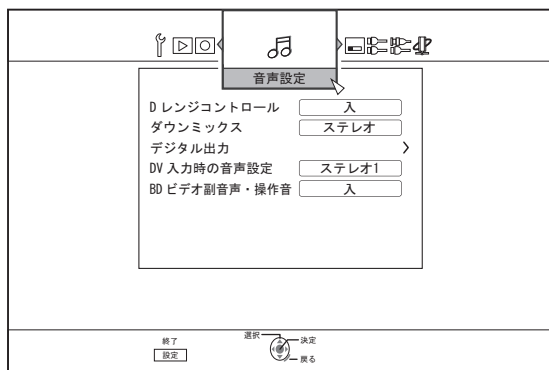 音声設定
D レンジコントロール 入
ダウンミックス ステレオ
デジタル出力
DV 入力時の音声設定 ステレオ1
BD ビデオ副音声・操作音 入
選択 決定
終了
設定
戻る